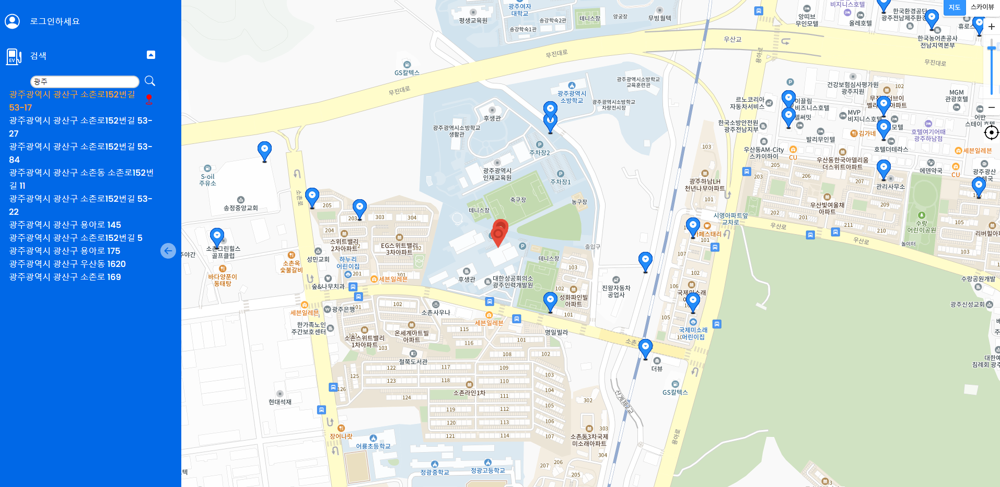 로그인하세요
검색
광주
광주광역시 광산구 소촌로152번길
53-17
광주광역시 광산구 소촌로152번길 53-
27
광주광역시 광산구 소촌로152번길 53-
84
광주광역시 광산구 소촌동 소촌로152번
길 11
광주광역시 광산구 소촌로152번길 53-
22
광주광역시 광산구 용아로 145
광주광역시 광산구 소촌로152번길 5
광주광역시 광산구 용아로 175
광주광역시 광산구 우산동 1620
광주광역시 광산구 소촌로 169
지도
스카이뷰
광주여자
대학교
평생교육원
송강학숙2관
송강학숙1관
테니스장
양궁장
무빙월텍
앙띠브
무인모텔
비지니스호텔
올레호텔
한국환경공단
광주전남제주환경
한국농어촌공사
전남지역본부
우산교
무진대로
무진대로
무진대로
용아로
GS칼텍스
광주광역시소방학교
교육훈련관
광주광역시
소방학교
광주광역시소방학교
차량전시장
후생관
광주광역시소방학교
생활관
주차장2
주차장1
광주광역시
인재교육원
축구장
농구장
테니스장
건강보험심사평가원
광주지원
102
MGM
관광호텔
르노코리아
자동차서비스
이끌림
비즈니스호텔
MVP
비지니스호텔
한국소방안전원
광주전남지부
발리무인텔
김가네
호텔여기어때
광주하남점
호텔더테라스
세븐일레븐
우산동AM-City
스카이하이
CU
우산동한국아델리움
더스위트아파트
에덴약국
CU
광주광산
관리사무소
103
광주하남LH
천년나무아파트
101
205
203
206
207
209
우산빛여울채
아파트
202
201
211
210
수랑
어린이공원
놀이터
103
시영아파트앞
교차로
우산로
우산로
수랑공원개발
광주신성교회
S-oil
주유소
송정중앙교회
소촌로
소촌그린힐스
골프클럽
바다양푼이
동태탕
소촌옥
숯불갈비
205
203
204
303
304
스위트밸리
2차아파트
EG스위트밸리
3차아파트
302
301
성민교회
하누리
어린이집
201
숲&나무치과
세븐일레븐
세븐일레븐
광주은행
101
102
한가족노인
주간보호센터
소촌스위트밸리
1차아파트
102
103
온세계아트빌
아파트
소촌사우나
철쭉도서관
후생관
대한상공회의소
광주인력개발원
테니스장
출입구
103
102
성화파인빌
아파트
101
진왕자동차
공업사
세븐일레븐
명일빌라
101
107
102
106
국제미소래
아파트
105
국제미소래
어린이집
더뷰
GS칼텍스
115
116
101
108
102
122
117
109
123
118
110
124
125
126
소촌라인1차
111
119
112
120
113
121
114
103
104
105
106
107
현대석재
장어나랏
어룡초등학교
정광중학교
정광고등학교
302
303
304
소촌동3차국제
미소래아파트
207
206
205
산계제2교
용아로